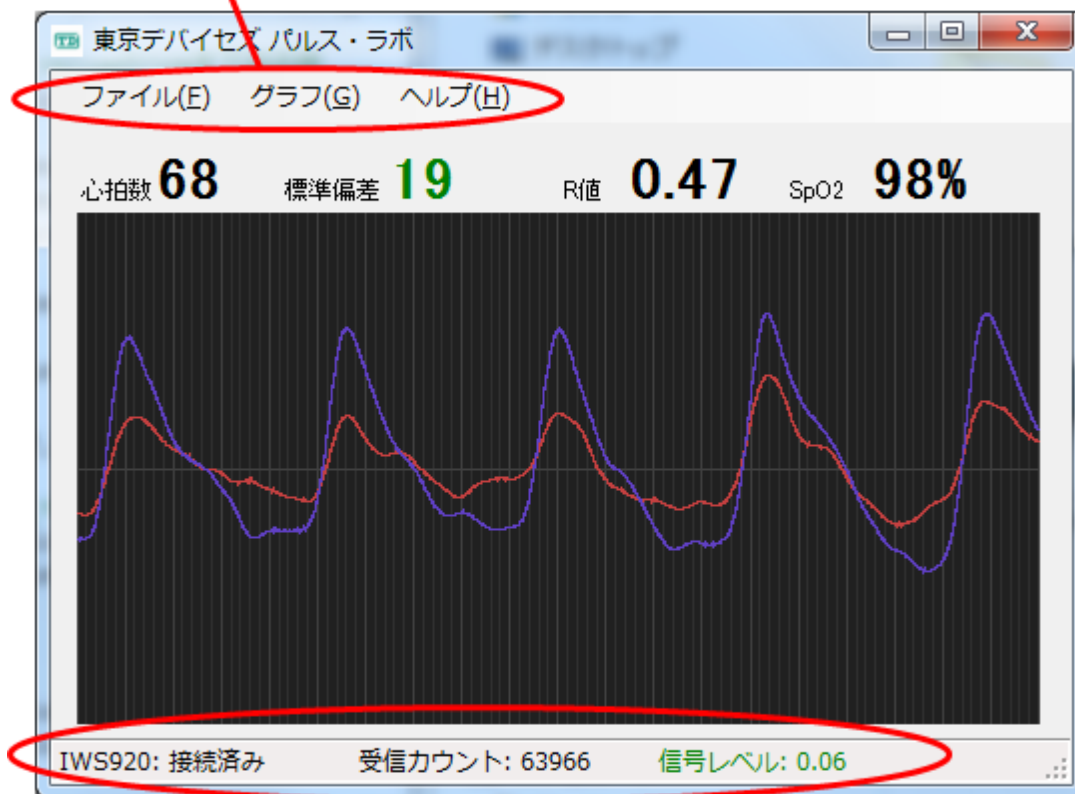 東京デバイセズ パルス・ラボ
ファイル(F) グラフ(G) ヘルプ(H)
心拍数 68 標準偏差 19 R値 0.47 SpO2 98%
IWS920: 接続済み 受信カウント: 63966 信号レベル: 0.06